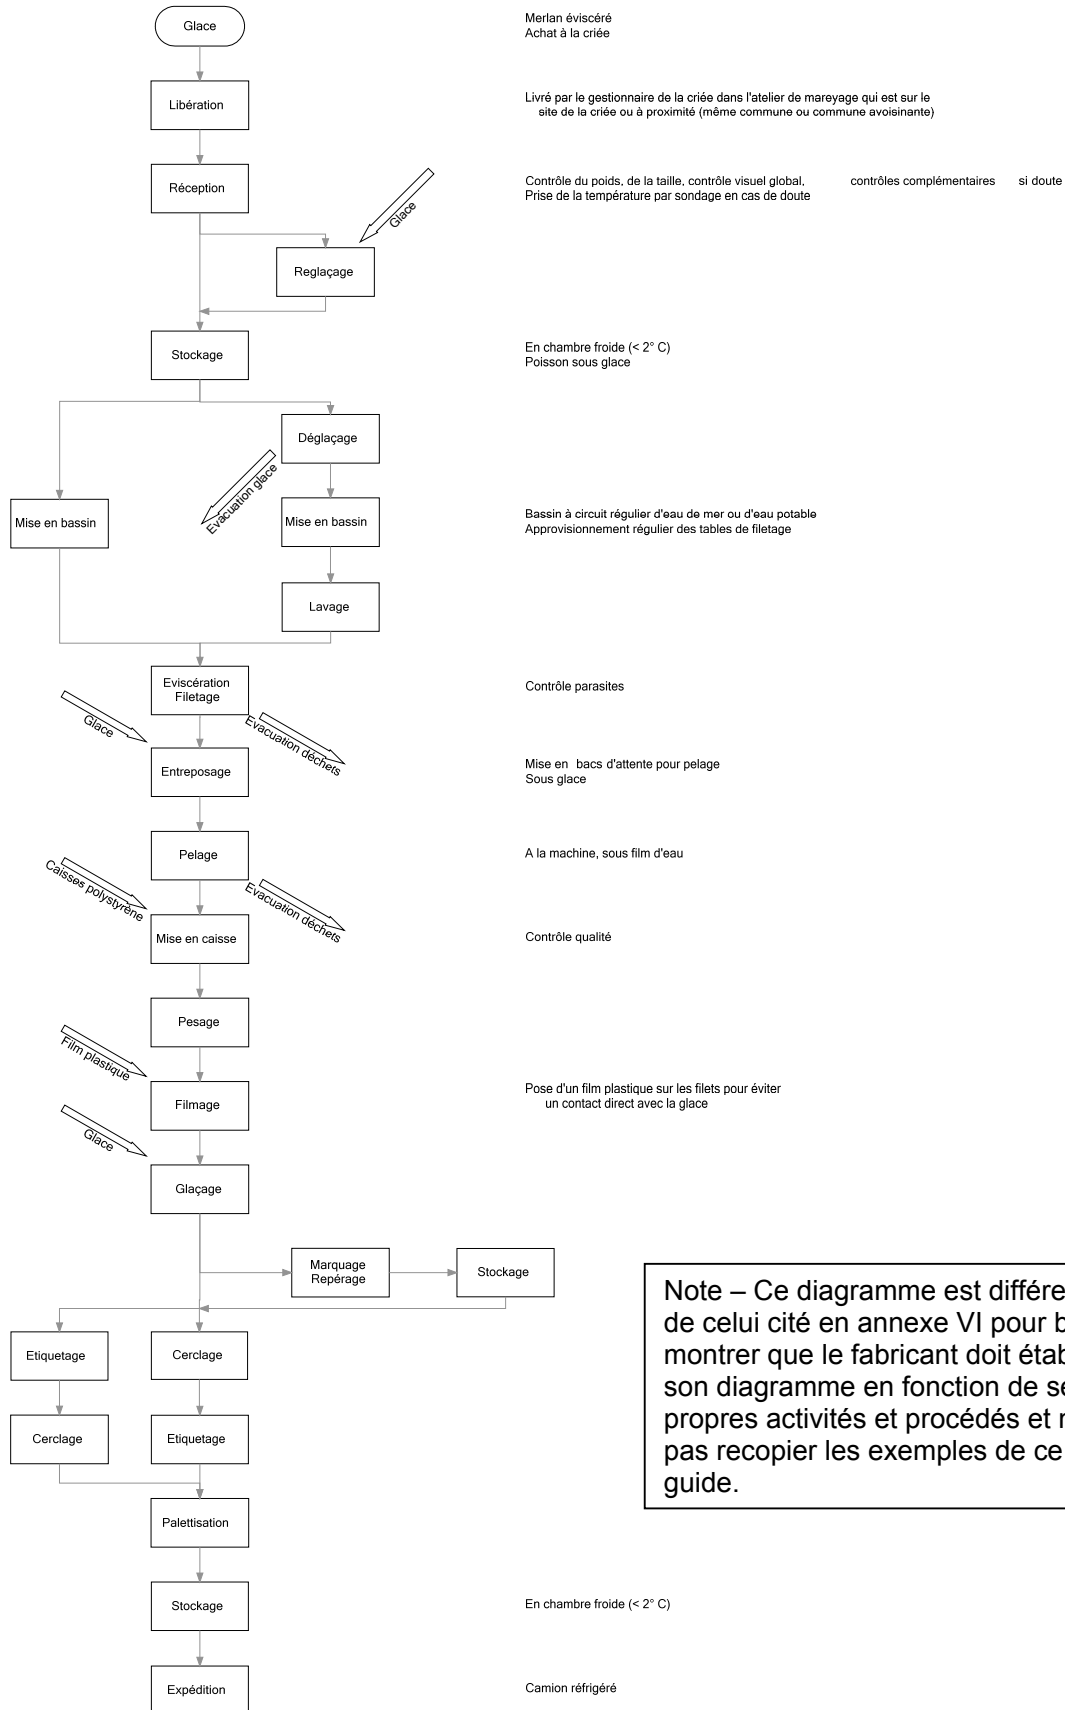 Glace
Merlan éviscéré
Achat à la criée
Libération
Livré par le gestionnaire de la criée dans l'atelier de mareyage qui est sur le
site de la criée ou à proximité (même commune ou commune avoisinante)
Réception
Contrôle du poids, de la taille, contrôle visuel global, contrôles complémentaires si doute
Prise de la température par sondage en cas de doute
Glace
Reglaçage
Stockage
En chambre froide (< 2° C)
Poisson sous glace
Déglaçage
Evacuation glace
Mise en bassin
Mise en bassin
Bassin à circuit régulier d'eau de mer ou d'eau potable
Approvisionnement régulier des tables de filetage
Lavage
Eviscération
Filetage
Contrôle parasites
Glace
Evacuation déchets
Entreposage
Mise en bacs d'attente pour pelage
Sous glace
Pelage
A la machine, sous film d'eau
Caisses polystyrène
Evacuation déchets
Mise en caisse
Contrôle qualité
Pesage
Film plastique
Filmage
Pose d'un film plastique sur les filets pour éviter
un contact direct avec la glace
Glace
Glaçage
Marquage
Repérage
Stockage
Etiquetage
Cerclage
Cerclage
Etiquetage
Note – Ce diagramme est différe
de celui cité en annexe VI pour b
montrer que le fabricant doit étab
son diagramme en fonction de se
propres activités et procédés et n
pas recopier les exemples de ce
guide.
Palettisation
Stockage
En chambre froide (< 2° C)
Expédition
Camion réfrigéré